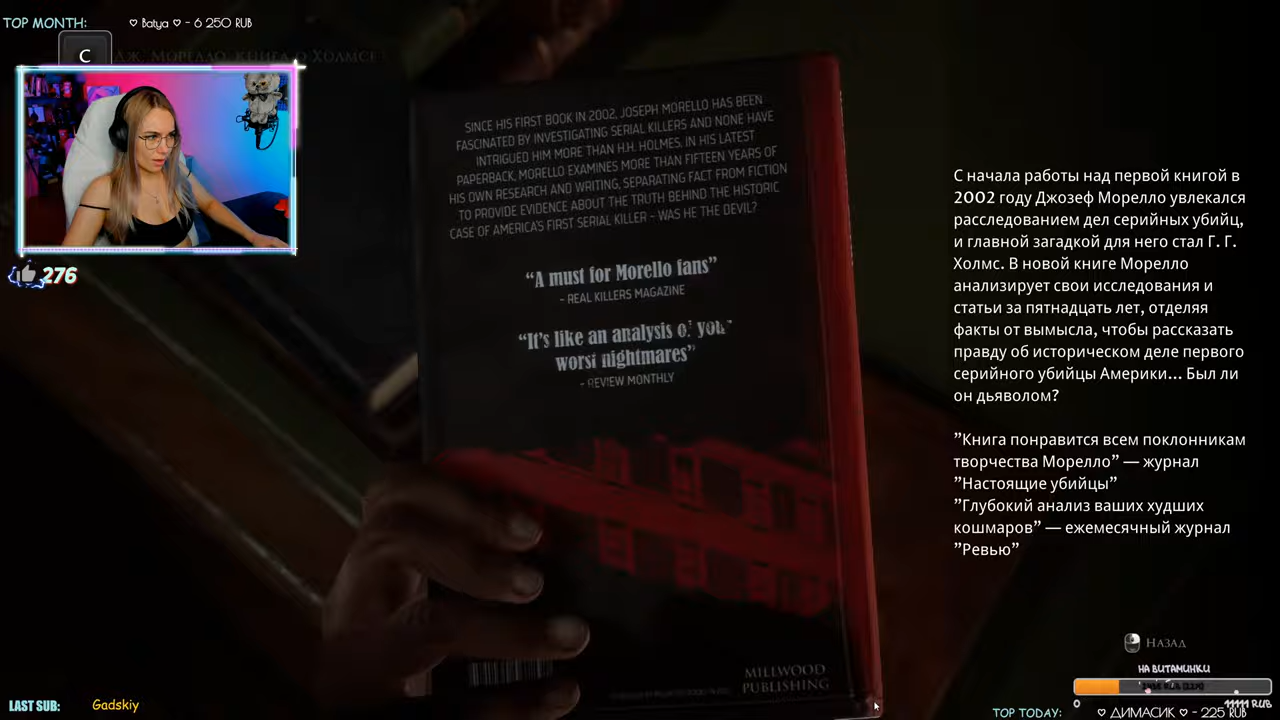 TOP MONTH:
♡ Batya ♡ - 6 250 RUB
C
Дж. Морелло, книга о Холмсе
276
SINCE HIS FIRST BOOK IN 2002, JOSEPH MORELLO HAS BEEN
FASCINATED BY INVESTIGATING SERIAL KILLERS AND NONE HAVE
INTRIGUED HIM MORE THAN H.H. HOLMES. IN HIS LATEST
PAPERBACK, MORELLO EXAMINES MORE THAN FIFTEEN YEARS OF
HIS OWN RESEARCH AND WRITING, SEPARATING FACT FROM FICTION
TO PROVIDE EVIDENCE ABOUT THE TRUTH BEHIND THE HISTORIC
CASE OF AMERICA'S FIRST SERIAL KILLER – WAS HE THE DEVIL?
“A must for Morello fans”
- REAL KILLERS MAGAZINE
“It's like an analysis of your
worst nightmares”
- REVIEW MONTHLY
MILLWOOD
PUBLISHING
С начала работы над первой книгой в
2002 году Джозеф Морелло увлекался
расследованием дел серийных убийц,
и главной загадкой для него стал Г. Г.
Холмс. В новой книге Морелло
анализирует свои исследования и
статьи за пятнадцать лет, отделяя
факты от вымысла, чтобы рассказать
правду об историческом деле первого
серийного убийцы Америки... Был ли
он дьяволом?
”Книга понравится всем поклонникам
творчества Морелло” — журнал
”Настоящие убийцы”
”Глубокий анализ ваших худших
кошмаров” — ежемесячный журнал
”Ревью”
Назад
НА ВИТАМИНКИ
0
11111 RUB
LAST SUB:
Gadskiy
TOP TODAY:
♡ ДИМАСИК ♡ - 225 RUB